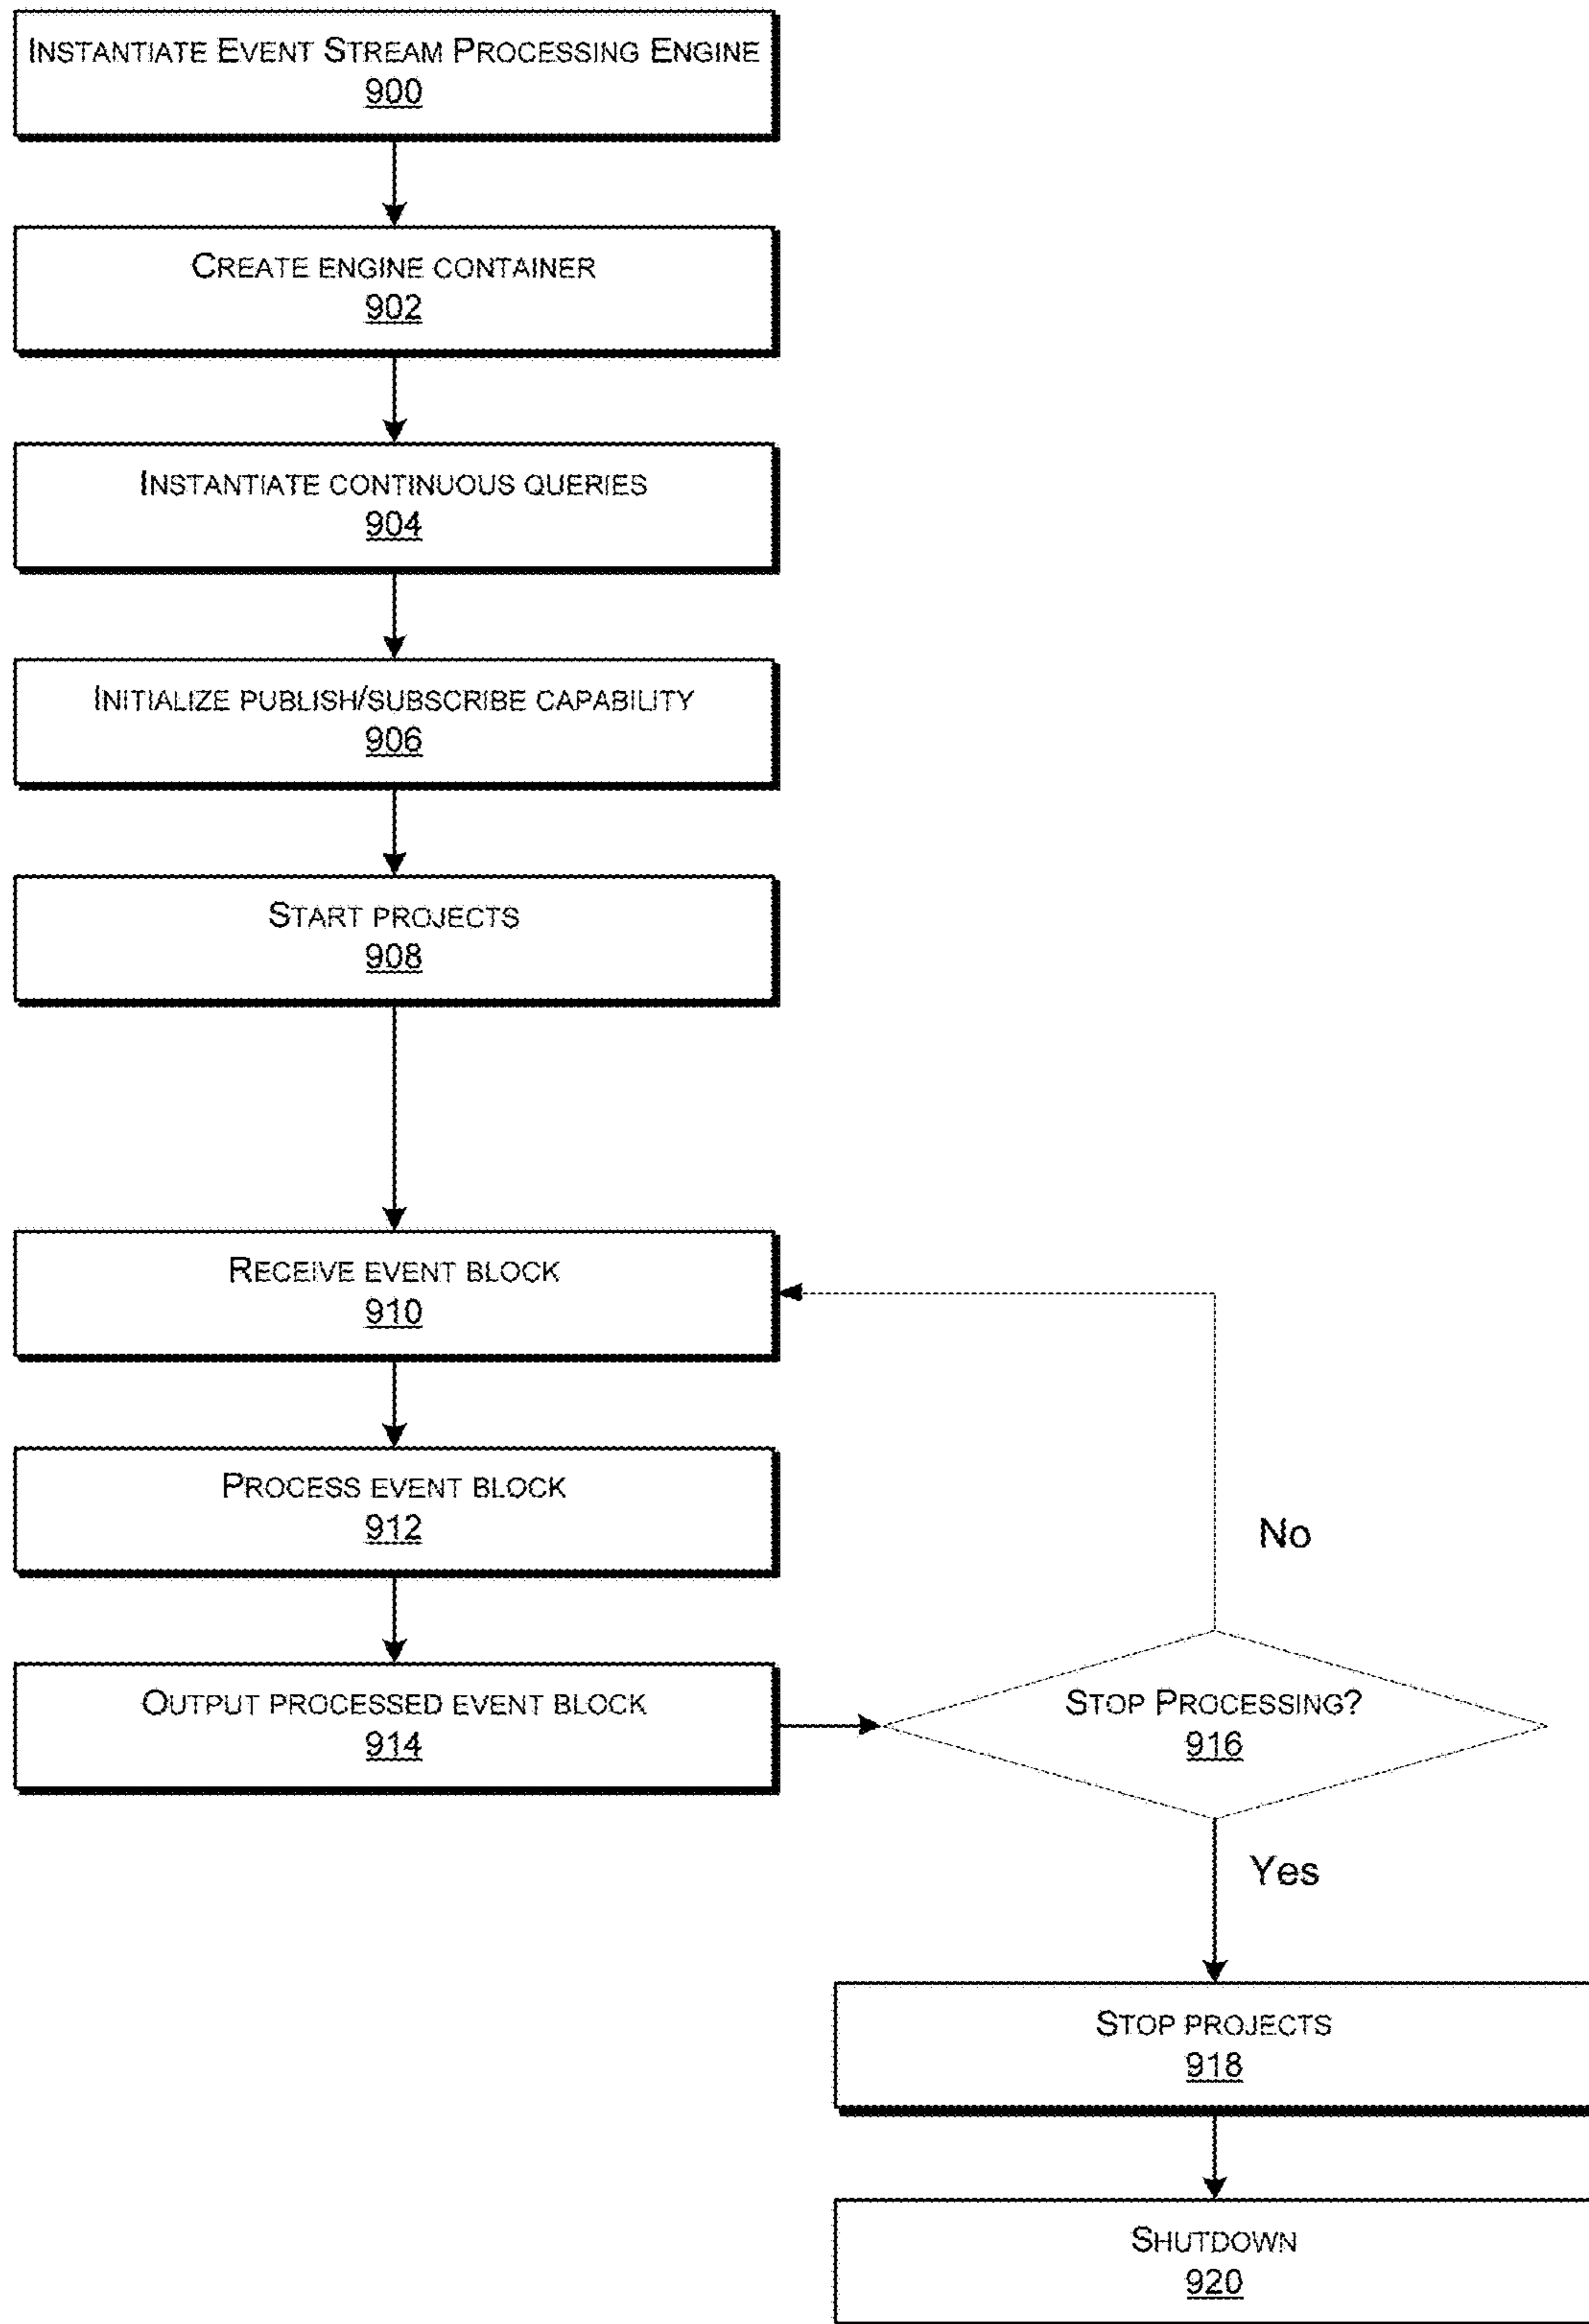 INSTANTIATE EVENT STREAM PROCESSING ENGINE
900
CREATE ENGINE CONTAINER
902
INSTANTIATE CONTINUOUS QUERIES
904
INITIALIZE PUBLISH/SUBSCRIBE CAPABILITY
906
START PROJECTS
908
RECEIVE EVENT BLOCK
910
PROCESS EVENT BLOCK
912
No
OUTPUT PROCESSED EVENT BLOCK
914
STOP PROCESSING?
916
Yes
STOP PROJECTS
918
SHUTDOWN
920